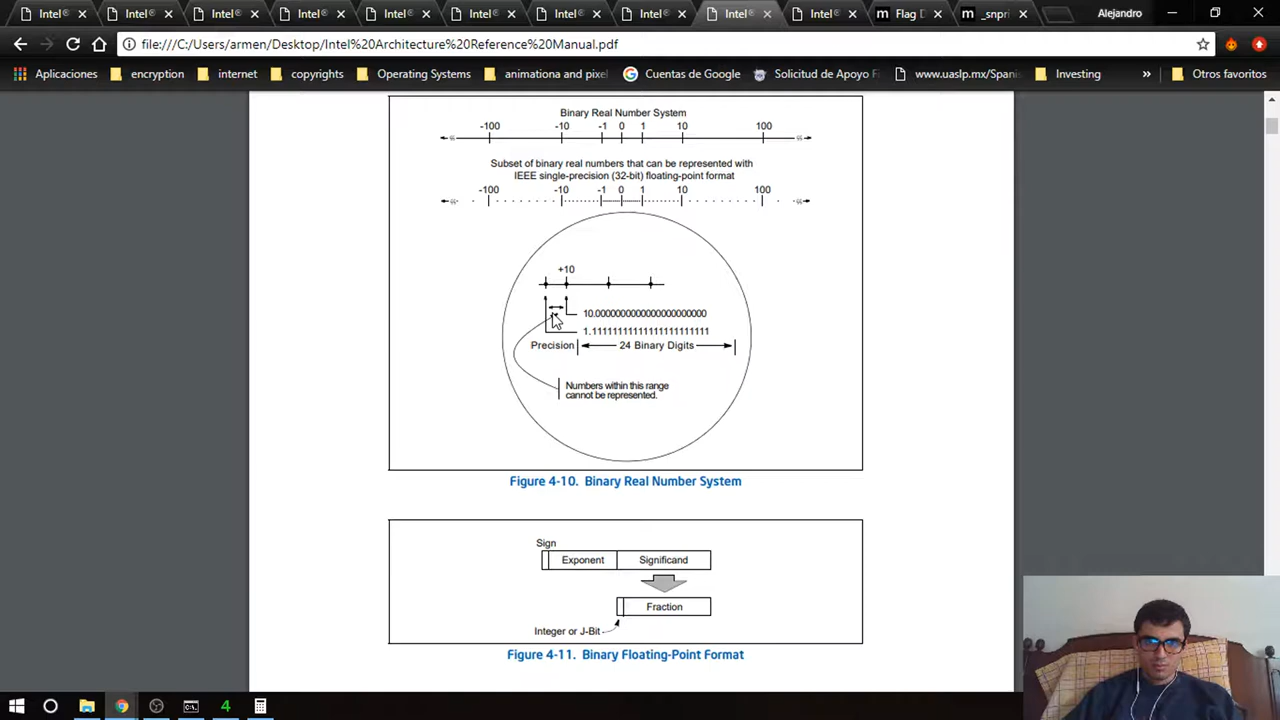 Intel® Intel® Intel® Intel® Intel® Intel® Intel® Intel® Intel® Intel® Flag D _snpri Alejandro
file:///C:/Users/armen/Desktop/Intel%20Architecture%20Reference%20Manual.pdf
Aplicaciones encryption internet copyrights Operating Systems animationa and pixel Cuentas de Google Solicitud de Apoyo Fi www.uaslp.mx/Spani Investing » Otros favoritos
Binary Real Number System
-100 -10 -1 0 1 10 100
Subset of binary real numbers that can be represented with
IEEE single-precision (32-bit) floating-point format
-100 -10 -1 0 1 10 100
+10
10.0000000000000000000000
1.11111111111111111111111
Precision 24 Binary Digits
Numbers within this range
cannot be represented.
Figure 4-10. Binary Real Number System
Sign
Exponent Significand
Fraction
Integer or J-Bit
Figure 4-11. Binary Floating-Point Format
4